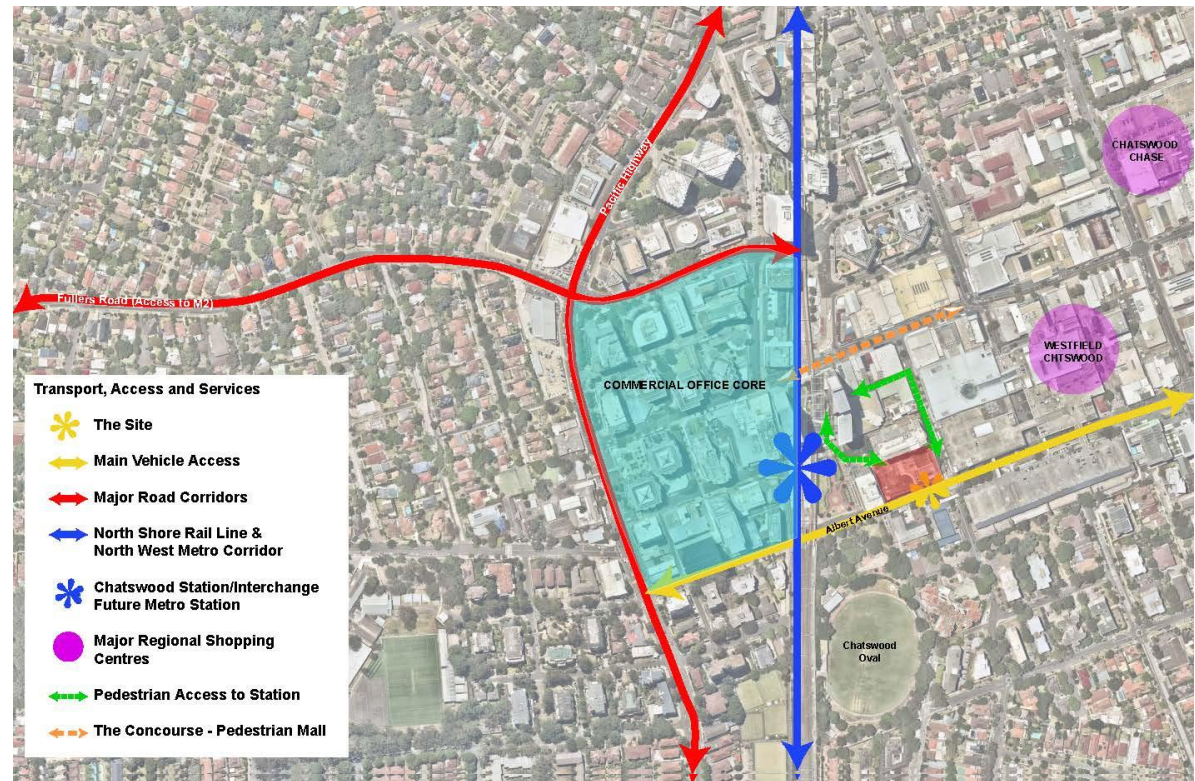 CHATSWOOD
CHASE
Pacific Highway
Fullers Road (Access to M2)
WESTFIELD
CHTSWOOD
COMMERCIAL OFFICE CORE
Albert Avenue
Chatswood
Oval
Transport, Access and Services
The Site
Main Vehicle Access
Major Road Corridors
North Shore Rail Line &
North West Metro Corridor
Chatswood Station/Interchange
Future Metro Station
Major Regional Shopping
Centres
Pedestrian Access to Station
The Concourse - Pedestrian Mall